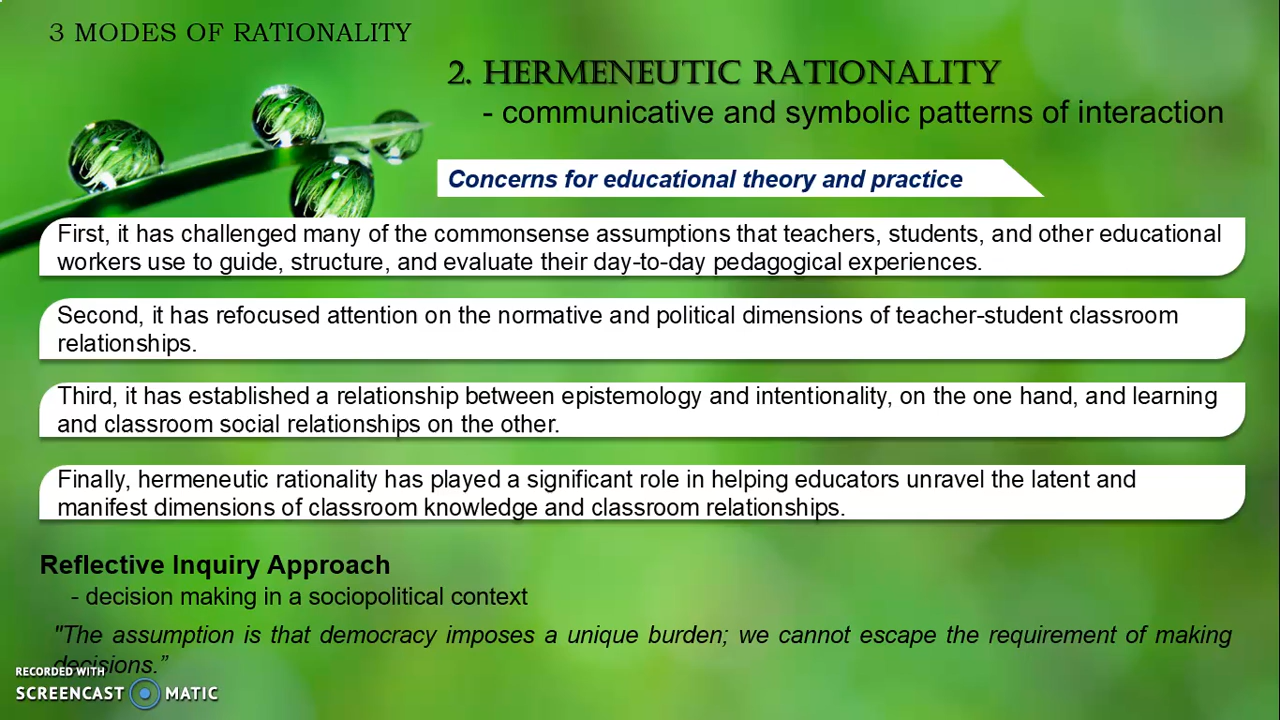 3 MODES OF RATIONALITY
2. HERMENEUTIC RATIONALITY
- communicative and symbolic patterns of interaction
Concerns for educational theory and practice
First, it has challenged many of the commonsense assumptions that teachers, students, and other educational
workers use to guide, structure, and evaluate their day-to-day pedagogical experiences.
Second, it has refocused attention on the normative and political dimensions of teacher-student classroom
relationships.
Third, it has established a relationship between epistemology and intentionality, on the one hand, and learning
and classroom social relationships on the other.
Finally, hermeneutic rationality has played a significant role in helping educators unravel the latent and
manifest dimensions of classroom knowledge and classroom relationships.
Reflective Inquiry Approach
- decision making in a sociopolitical context
"The assumption is that democracy imposes a unique burden; we cannot escape the requirement of making
decisions.”
RECORDED WITH
SCREENCAST MATIC